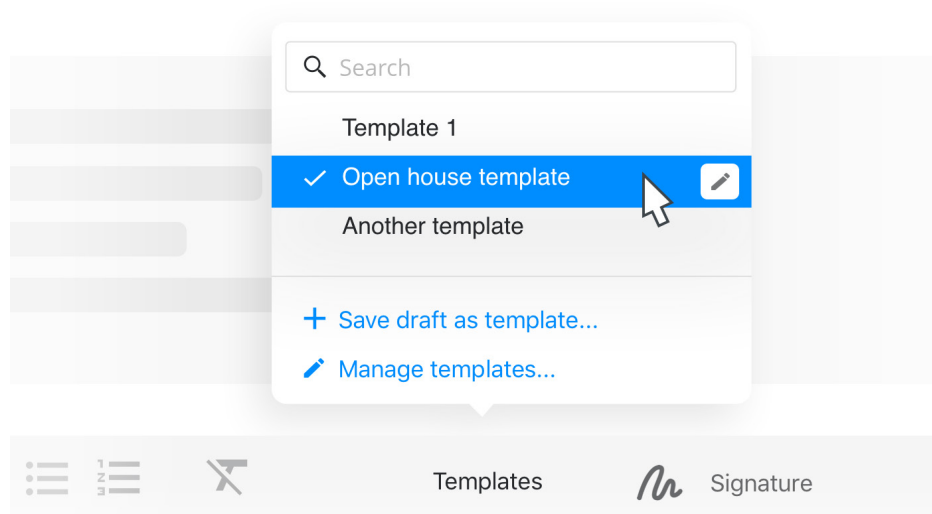 Search
Template 1
Open house template
Another template
Save draft as template...
Manage templates...
Templates
Signature